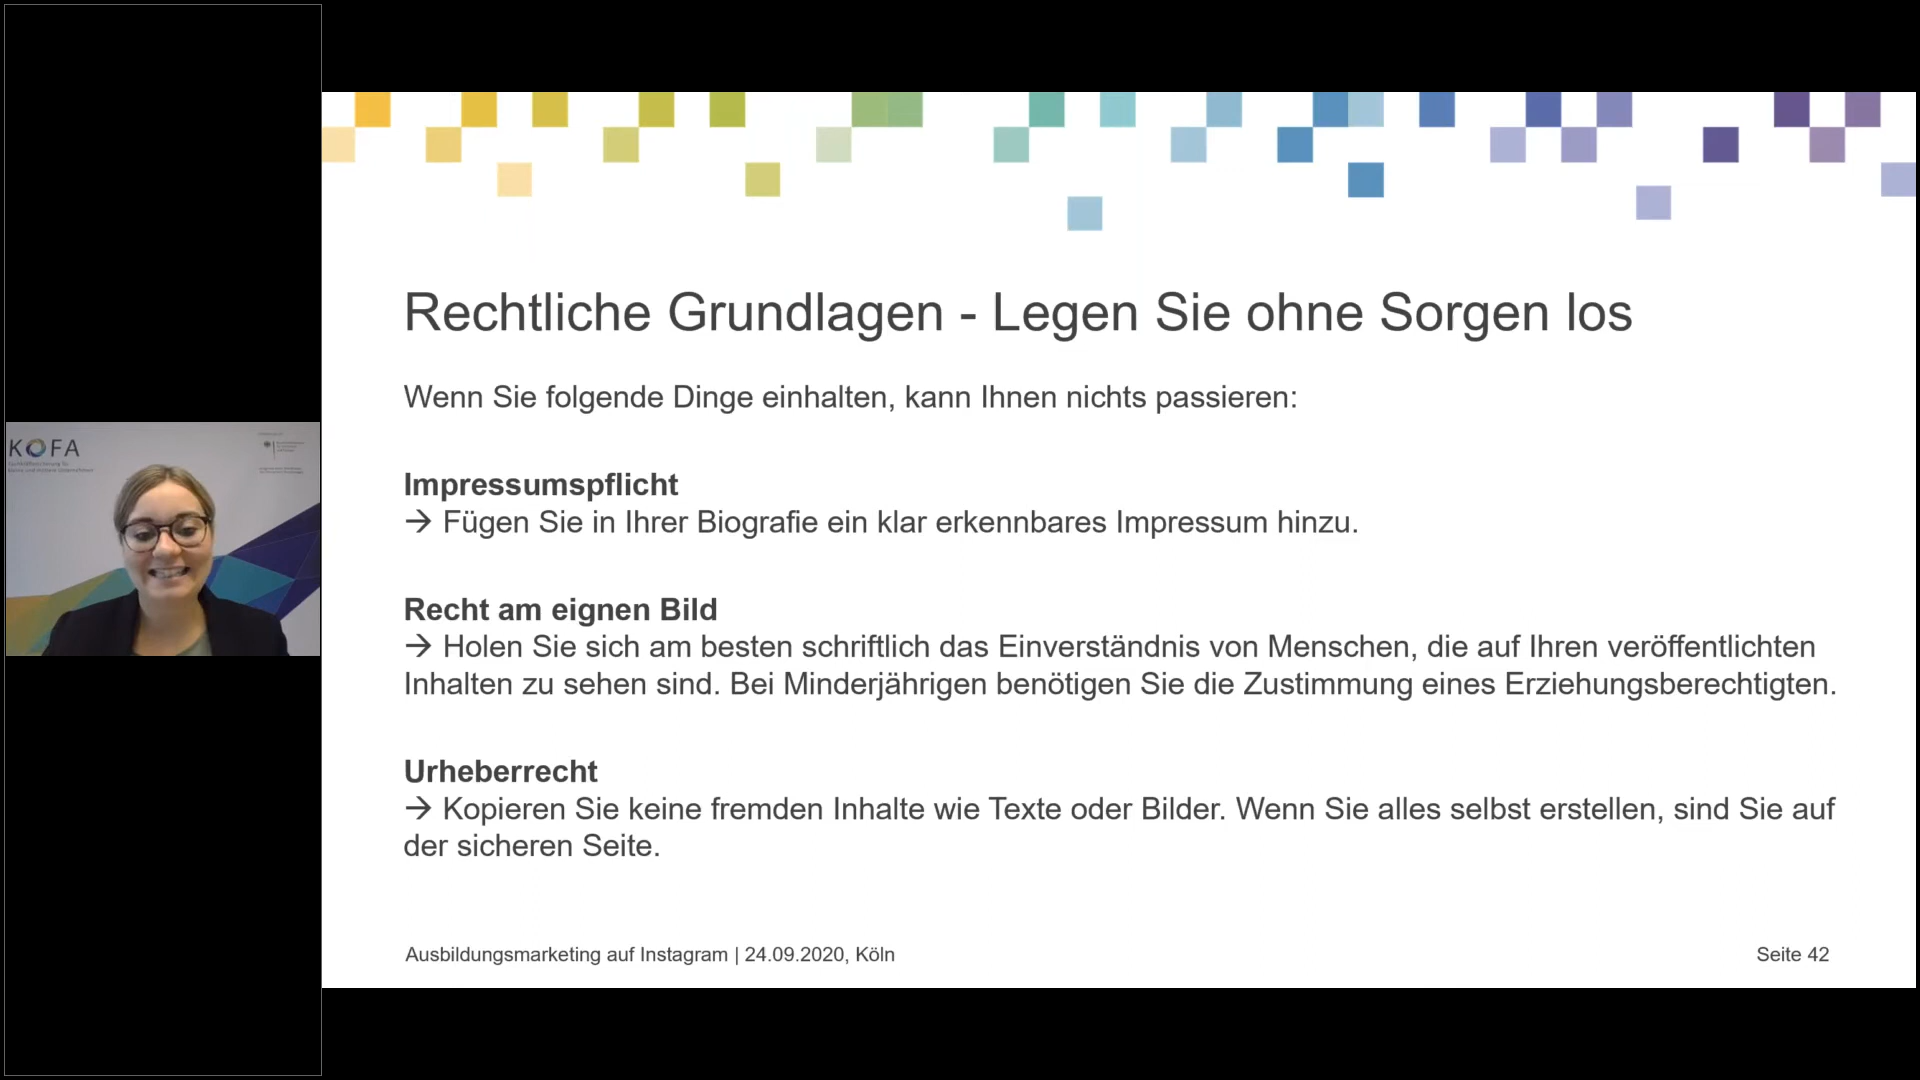 KOFA
Rechtliche Grundlagen - Legen Sie ohne Sorgen los
Wenn Sie folgende Dinge einhalten, kann Ihnen nichts passieren:
Impressumspflicht
→ Fügen Sie in Ihrer Biografie ein klar erkennbares Impressum hinzu.
Recht am eignen Bild
→ Holen Sie sich am besten schriftlich das Einverständnis von Menschen, die auf Ihren veröffentlichten
Inhalten zu sehen sind. Bei Minderjährigen benötigen Sie die Zustimmung eines Erziehungsberechtigten.
Urheberrecht
→ Kopieren Sie keine fremden Inhalte wie Texte oder Bilder. Wenn Sie alles selbst erstellen, sind Sie auf
der sicheren Seite.
Ausbildungsmarketing auf Instagram | 24.09.2020, Köln
Seite 42